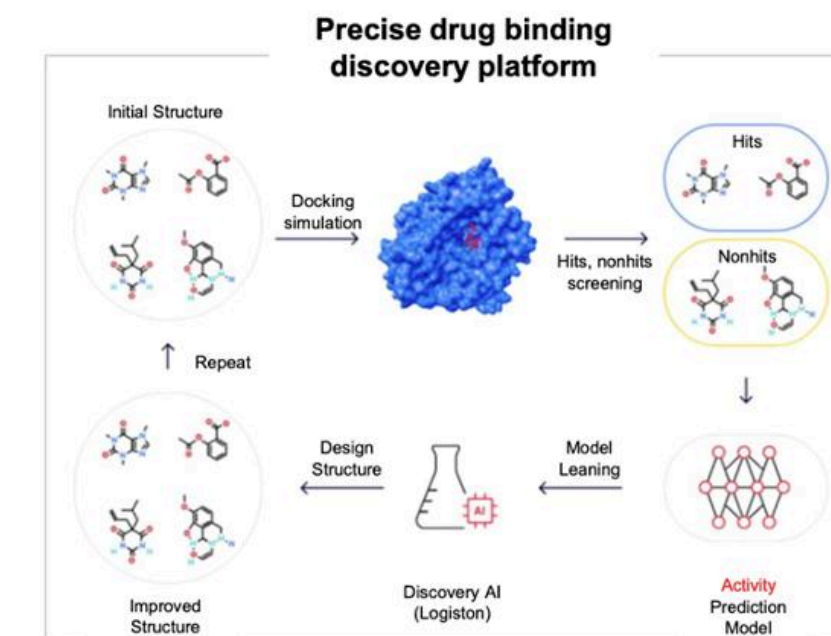 Precise drug binding
discovery platform
Initial Structure
Docking
simulation
Hits, nonhits
screening
Hits
Nonhits
Repeat
Design
Structure
Model
Leaning
AI
Discovery AI
(Logiston)
Activity
Prediction
Model
Improved
Structure